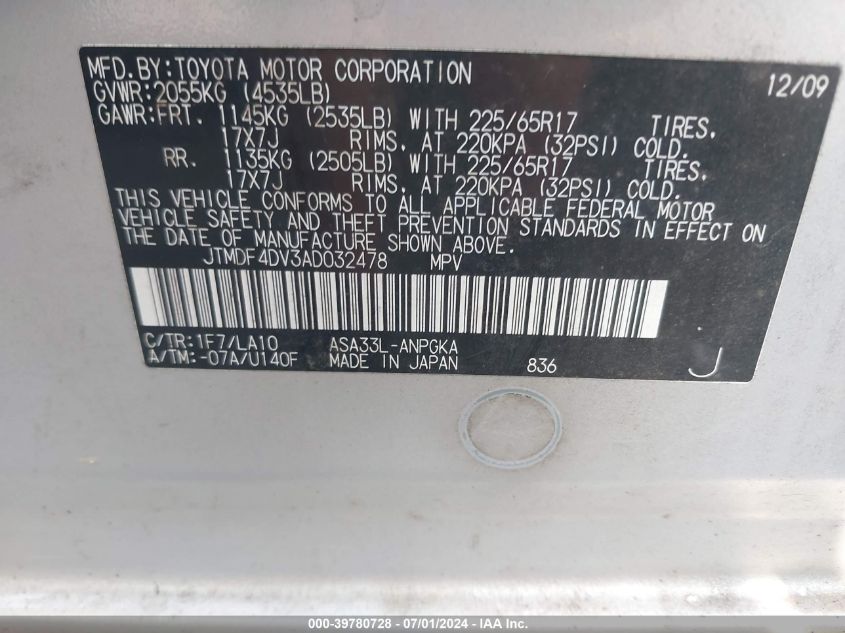 MFD.BY:TOYOTA MOTOR CORPORATION 12/09
GVWR:2055KG (4535LB)
GAWR:FRT. 1145KG (2535LB) WITH 225/65R17 TIRES,
17X7J RIMS, AT 220KPA (32PSI) COLD.
RR. 1135KG (2505LB) WITH 225/65R17 TIRES,
17X7J RIMS, AT 220KPA (32PSI) COLD.
THIS VEHICLE CONFORMS TO ALL APPLICABLE FEDERAL MOTOR
VEHICLE SAFETY AND THEFT PREVENTION STANDARDS IN EFFECT ON
THE DATE OF MANUFACTURE SHOWN ABOVE.
JTMDF4DV3AD032478 MPV
C/TR:1F7/LA10 ASA33L-ANPGKA
A/TM:-07A/U140F MADE IN JAPAN 836 J
000-39780728 - 07/01/2024 - IAA Inc.